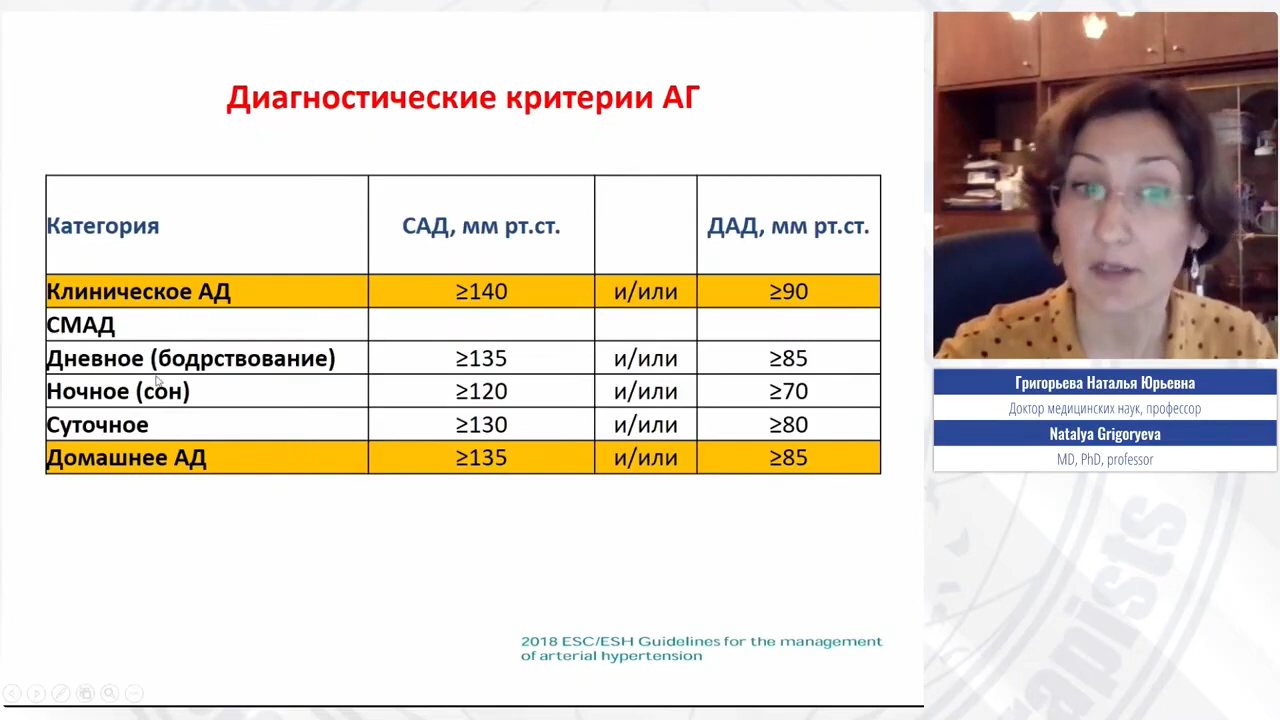 Диагностические критерии АГ
Категория САД, мм рт.ст. ДАД, мм рт.ст.
Клиническое АД ≥140 и/или ≥90
СМАД
Дневное (бодрствование) ≥135 и/или ≥85
Ночное (сон) ≥120 и/или ≥70
Суточное ≥130 и/или ≥80
Домашнее АД ≥135 и/или ≥85
2018 ESC/ESH Guidelines for the management
of arterial hypertension
Григорьева Наталья Юрьевна
Доктор медицинских наук, профессор
Natalya Grigoryeva
MD, PhD, professor